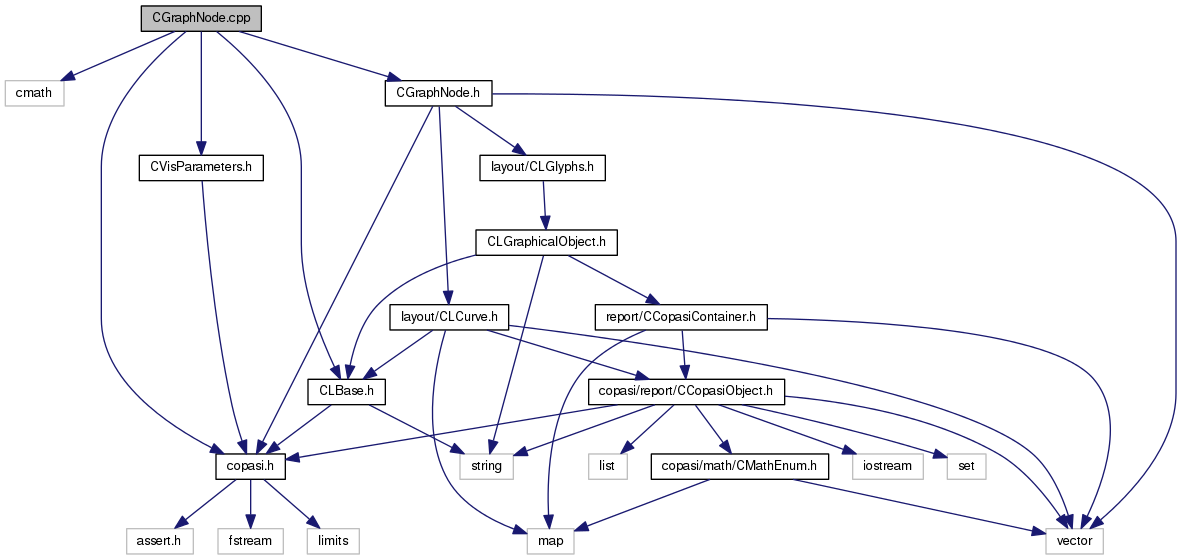 CGraphNode.cpp
cmath
CGraphNode.h
CVisParameters.h
layout/CLGlyphs.h
CLGraphicalObject.h
layout/CLCurve.h
report/CCopasiContainer.h
CLBase.h
copasi/report/CCopasiObject.h
copasi.h
string
list
copasi/math/CMathEnum.h
iostream
set
assert.h
fstream
limits
map
vector